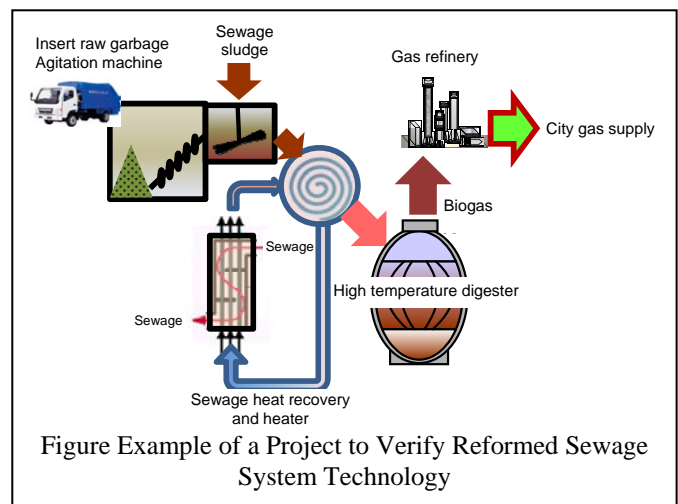 Insert raw garbage
Agitation machine
Sewage
sludge
Gas refinery
City gas supply
Biogas
Sewage
High temperature digester
Sewage
Sewage heat recovery
and heater
Figure Example of a Project to Verify Reformed Sewage
System Technology